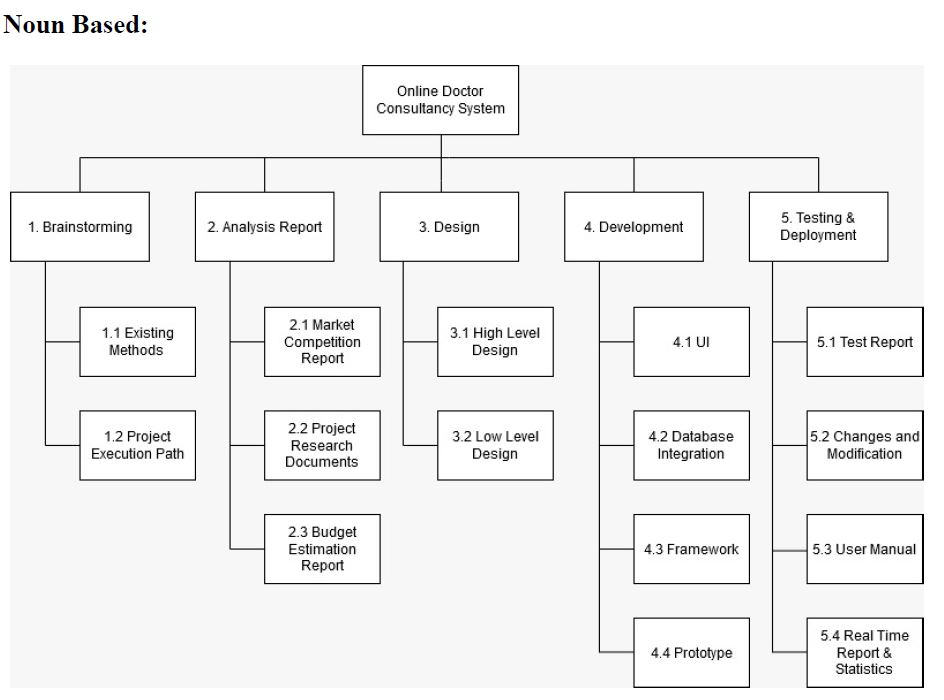 Noun Based:
Online Doctor
Consultancy System
1. Brainstorming
2. Analysis Report
3. Design
4. Development
5. Testing &
Deployment
1.1 Existing
Methods
2.1 Market
Competition
Report
3.1 High Level
Design
4.1 UI
5.1 Test Report
1.2 Project
Execution Path
2.2 Project
Research
Documents
3.2 Low Level
Design
4.2 Database
Integration
5.2 Changes and
Modification
2.3 Budget
Estimation
Report
4.3 Framework
5.3 User Manual
4.4 Prototype
5.4 Real Time
Report &
Statistics